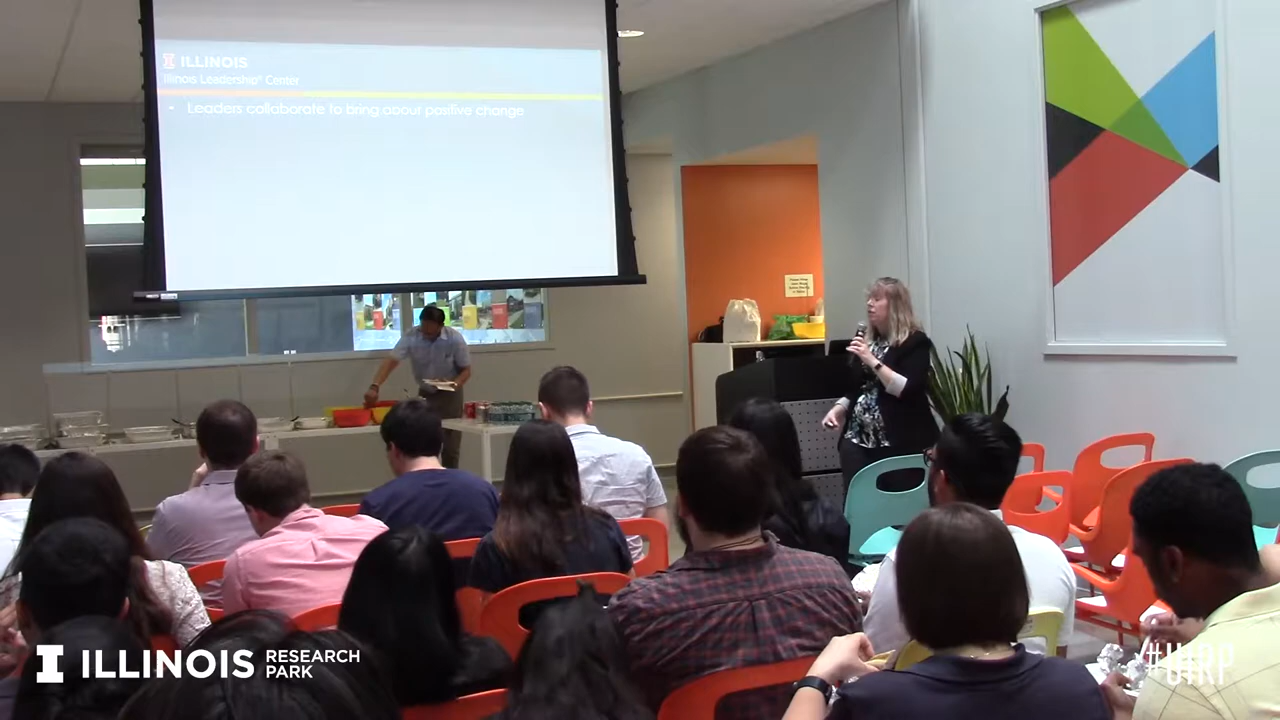 ILLINOIS
Illinois Leadership® Center
- Leaders collaborate to bring about positive change
ILLINOIS RESEARCH PARK
#UIRP